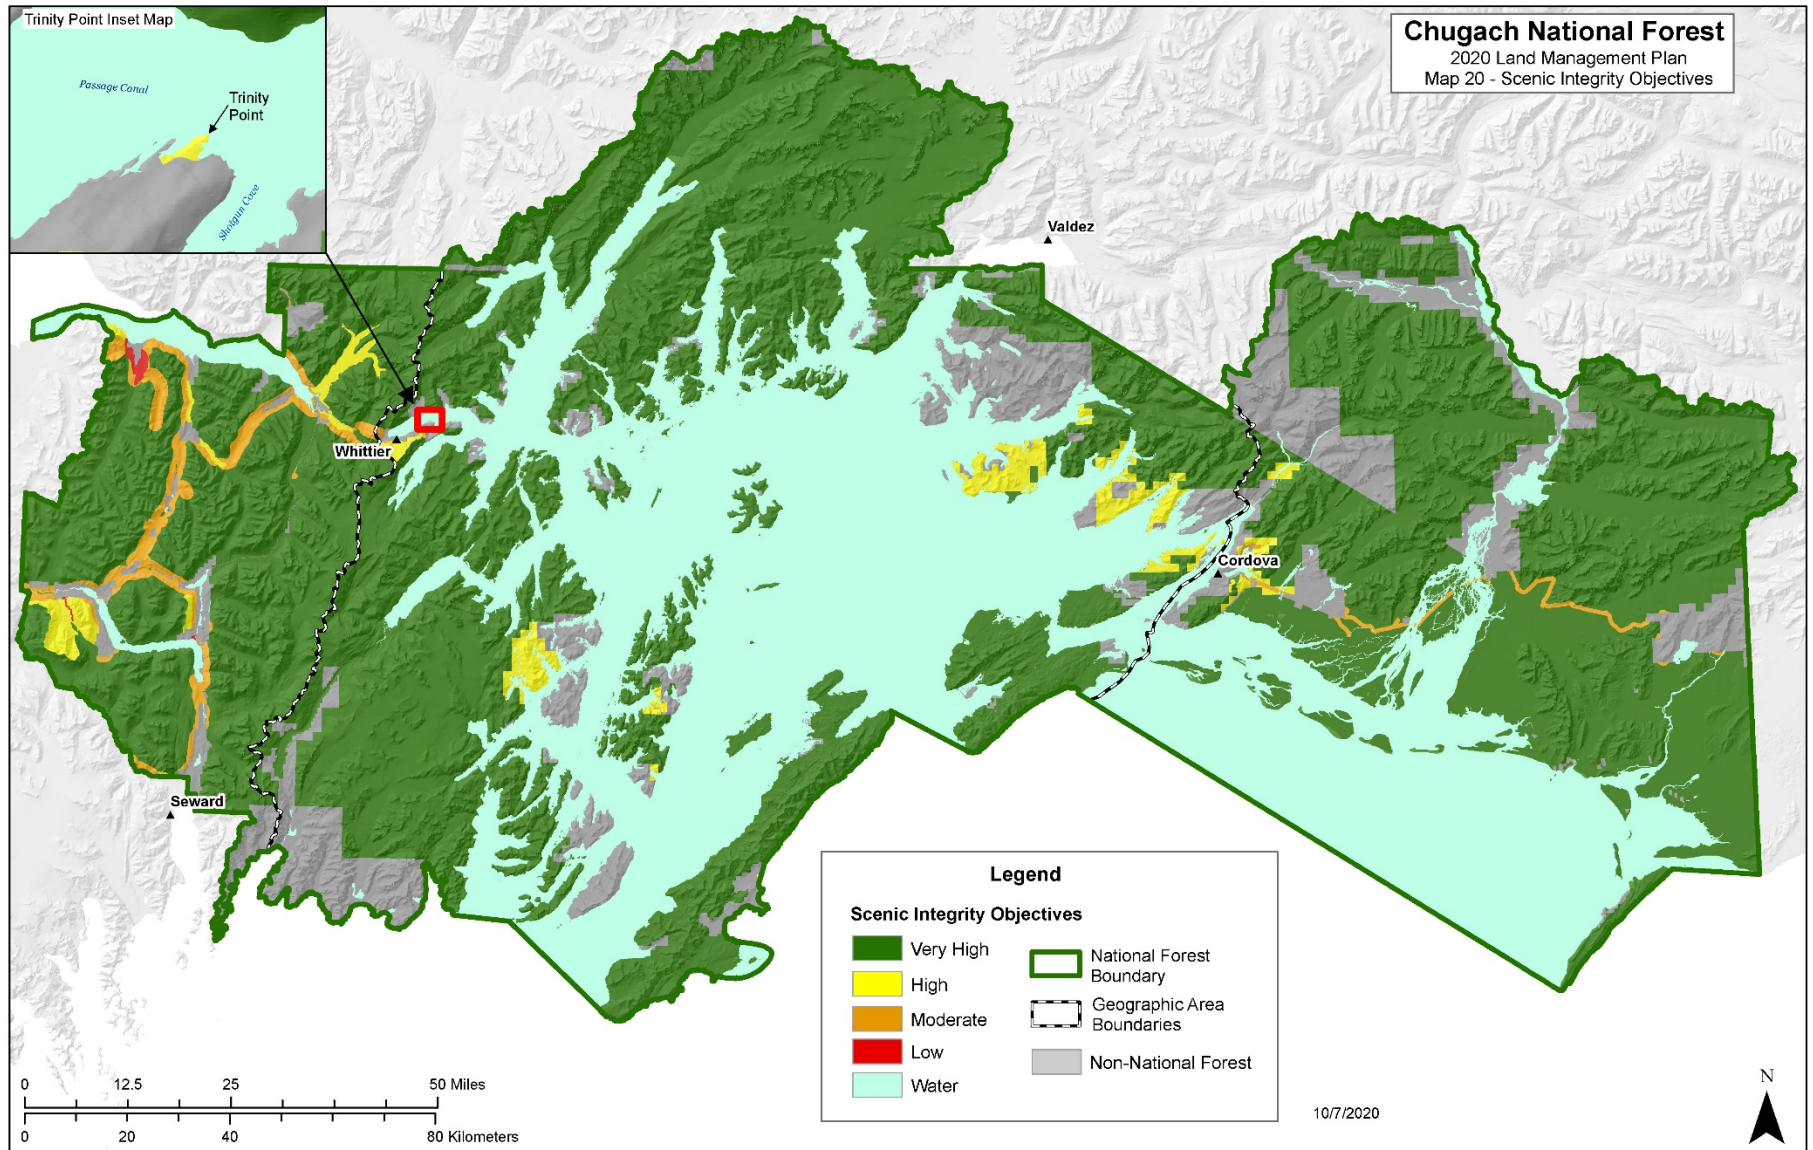 Trinity Point Inset Map
Passage Canal
Trinity
Point
Shotgun Cove
Chugach National Forest
2020 Land Management Plan
Map 20 - Scenic Integrity Objectives
Valdez
Whittier
Cordova
Seward
Legend
Scenic Integrity Objectives
Very High
High
Moderate
Low
Water
National Forest
Boundary
Geographic Area
Boundaries
Non-National Forest
0 12.5 25 50 Miles
0 20 40 80 Kilometers
10/7/2020
N